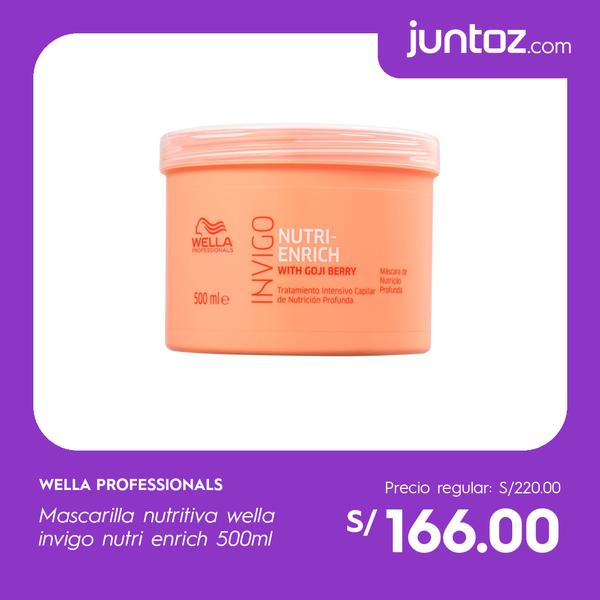 juntoz.com
WELLA
PROFESSIONALS
INVIGO
NUTRI-
ENRICH
WITH GOJI BERRY
Tratamiento Intensivo Capilar
de Nutrición Profunda
Máscara de
Nutrição
Profunda
500 ml e
WELLA PROFESSIONALS
Mascarilla nutritiva wella
invigo nutri enrich 500ml
Precio regular: S/220.00
S/ 166.00